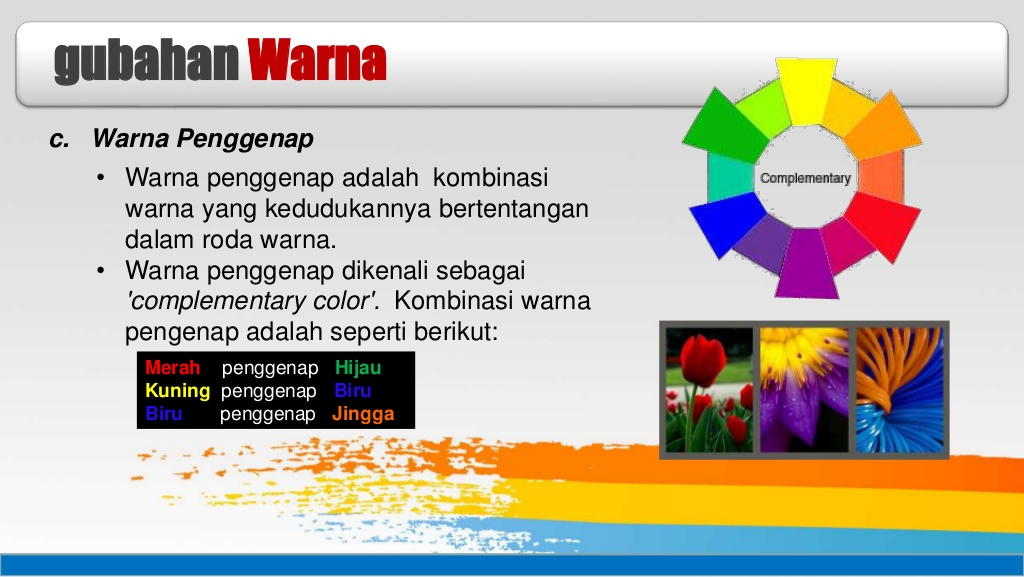 gubahan Warna
c. Warna Penggenap
• Warna penggenap adalah kombinasi
warna yang kedudukannya bertentangan
dalam roda warna.
• Warna penggenap dikenali sebagai
'complementary color'. Kombinasi warna
pengenap adalah seperti berikut:
Merah penggenap Hijau
Kuning penggenap Biru
Biru penggenap Jingga
Complementary